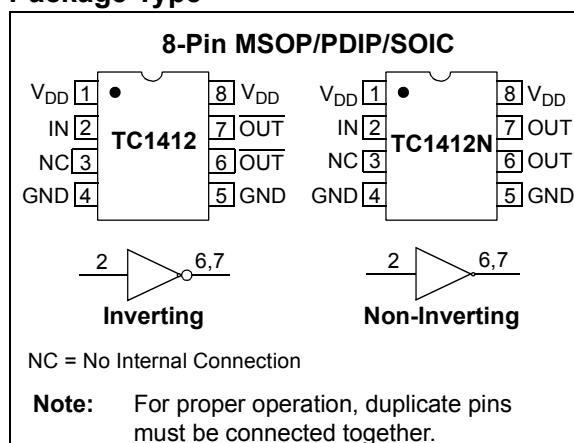 Package Type
8-Pin MSOP/PDIP/SOIC
VDD 1 8 VDD VDD 1 8 VDD
IN 2 7 OUT IN 2 7 OUT
TC1412 TC1412N
NC 3 6 OUT NC 3 6 OUT
GND 4 5 GND GND 4 5 GND
2 6,7 2 6,7
Inverting Non-Inverting
NC = No Internal Connection
Note: For proper operation, duplicate pins
must be connected together.